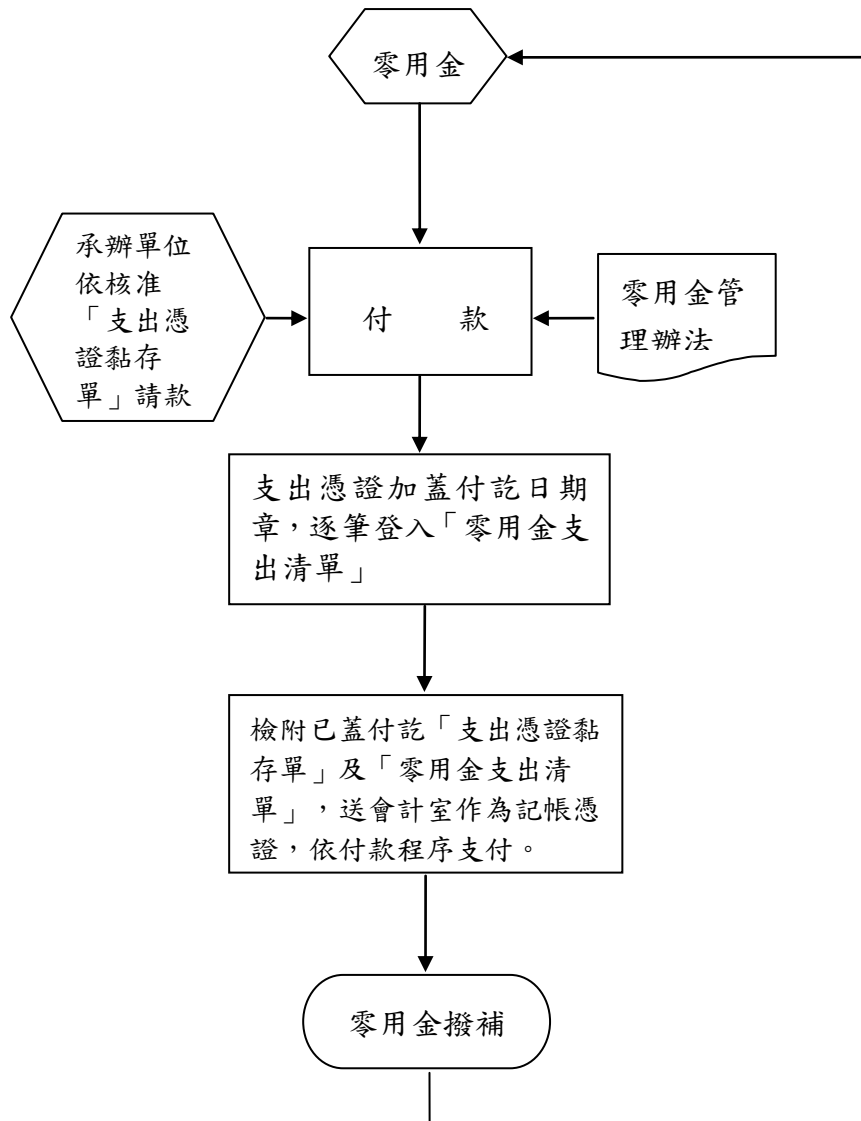 零用金
承辦單位
依核准
「支出憑
證黏存
單」請款
付　　款
零用金管
理辦法
支出憑證加蓋付訖日期
章，逐筆登入「零用金支
出清單」
檢附已蓋付訖「支出憑證黏
存單」及「零用金支出清
單」，送會計室作為記帳憑
證，依付款程序支付。
零用金撥補